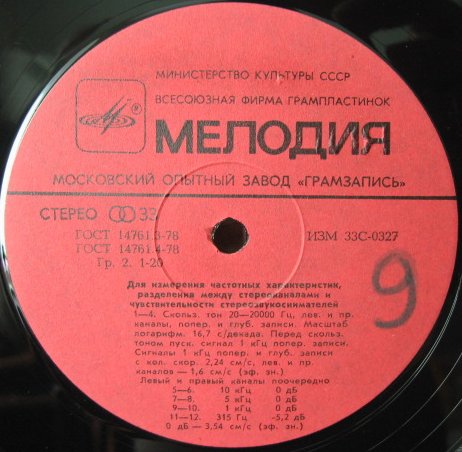 МИНИСТЕРСТВО КУЛЬТУРЫ СССР
ВСЕСОЮЗНАЯ ФИРМА ГРАМПЛАСТИНОК
МЕЛОДИЯ
МОСКОВСКИЙ ОПЫТНЫЙ ЗАВОД «ГРАМЗАПИСЬ»
СТЕРЕО 33
ГОСТ 14761.3-78
ГОСТ 14761.4-78
Гр. 2. 1-20
ИЗМ 33С-0327
Для измерения частотных характеристик,
разделения между стереоканалами и
чувствительности стереозвукоснимателей
1—4. Скольз. тон 20—20000 Гц, лев. и пр.
каналы, попер. и глуб. записи. Масштаб
логарифм. 16,7 с/декада. Перед скольз.
тоном пуск. сигнал 1 кГц попер. записи.
Сигналы 1 кГц попер. и глуб. записи
с кол. скор. 2,24 см/с, лев. и пр.
каналов — 1,6 см/с (эф. зн.)
Левый и правый каналы поочередно
5—6. 10 кГц 0 дБ
7—8. 5 кГц 0 дБ
9—10. 1 кГц 0 дБ
11—12. 315 Гц -5,2 дБ
0 дБ — 3,54 см/с (эф. зн.)
9